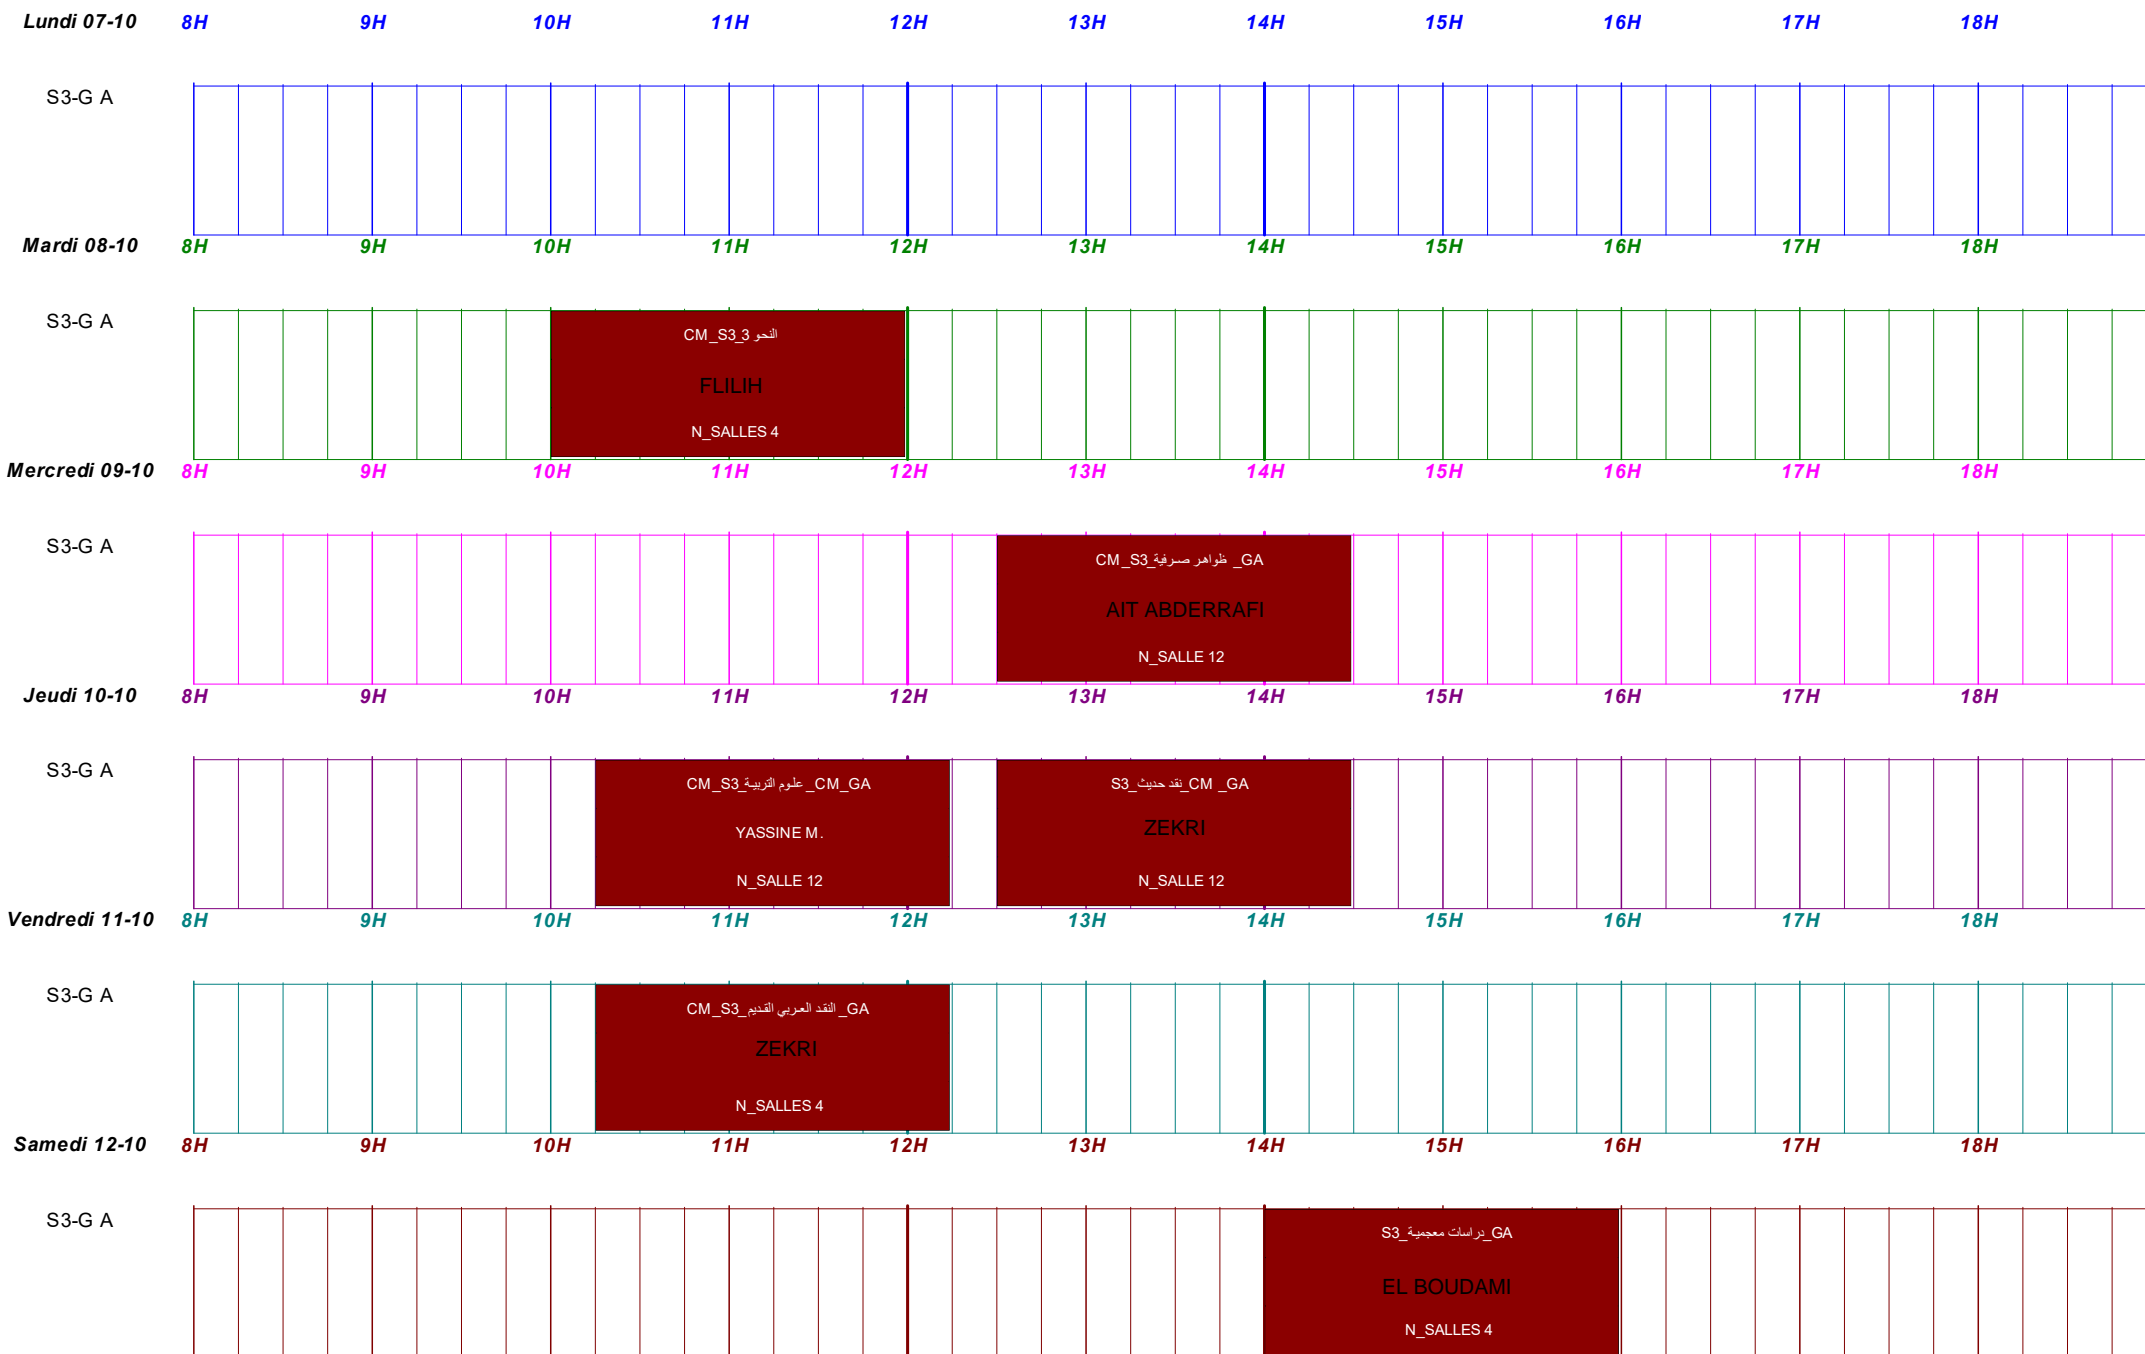 Lundi 07-10 8H 9H 10H 11H 12H 13H 14H 15H 16H 17H 18H
S3-G A
Mardi 08-10 8H 9H 10H 11H 12H 13H 14H 15H 16H 17H 18H
S3-G A
CM_S3_3 النحو
FLILIH
N_SALLES 4
Mercredi 09-10 8H 9H 10H 11H 12H 13H 14H 15H 16H 17H 18H
S3-G A
CM_S3_ظواهر صرفية _GA
AIT ABDERRAFI
N_SALLE 12
Jeudi 10-10 8H 9H 10H 11H 12H 13H 14H 15H 16H 17H 18H
S3-G A
CM_S3_علوم التربية _CM_GA
YASSINE M.
N_SALLE 12
S3_نقد حديث_CM _GA
ZEKRI
N_SALLE 12
Vendredi 11-10 8H 9H 10H 11H 12H 13H 14H 15H 16H 17H 18H
S3-G A
CM_S3_النقد العربي القديم _GA
ZEKRI
N_SALLES 4
Samedi 12-10 8H 9H 10H 11H 12H 13H 14H 15H 16H 17H 18H
S3-G A
S3_دراسات معجمية_GA
EL BOUDAMI
N_SALLES 4